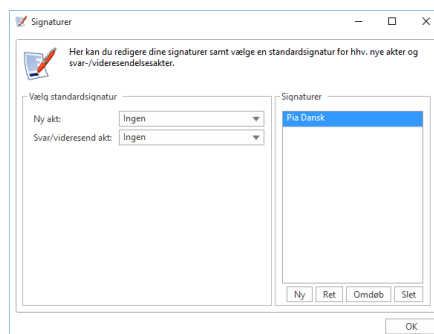 Signaturer
Her kan du redigere dine signaturer samt vælge en standardsignatur for hhv. nye akter og
svar-/videresendelsesakter.
Vælg standardsignatur
Ny akt: Ingen
Svar/videresend akt: Ingen
Signaturer
Pia Dansk
Ny Ret Omdøb Slet
OK